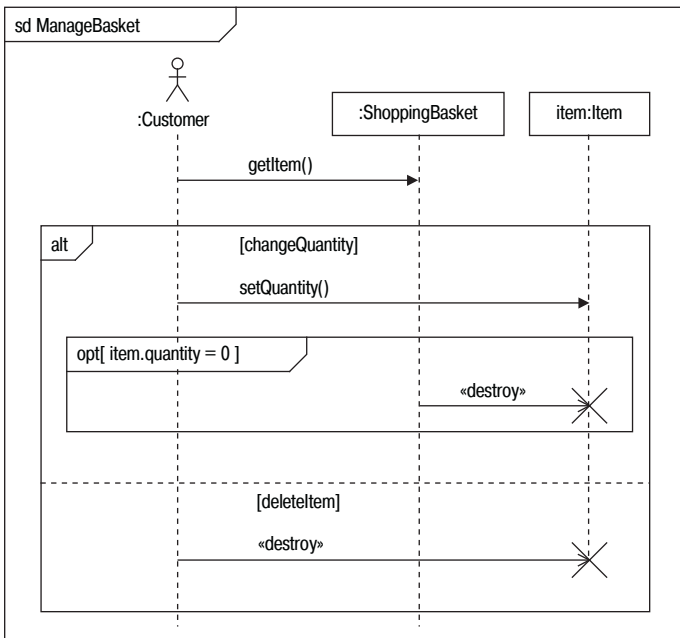 sd ManageBasket
:Customer
:ShoppingBasket
item:Item
getItem()
alt
[changeQuantity]
setQuantity()
opt[ item.quantity = 0 ]
«destroy»
[deleteItem]
«destroy»